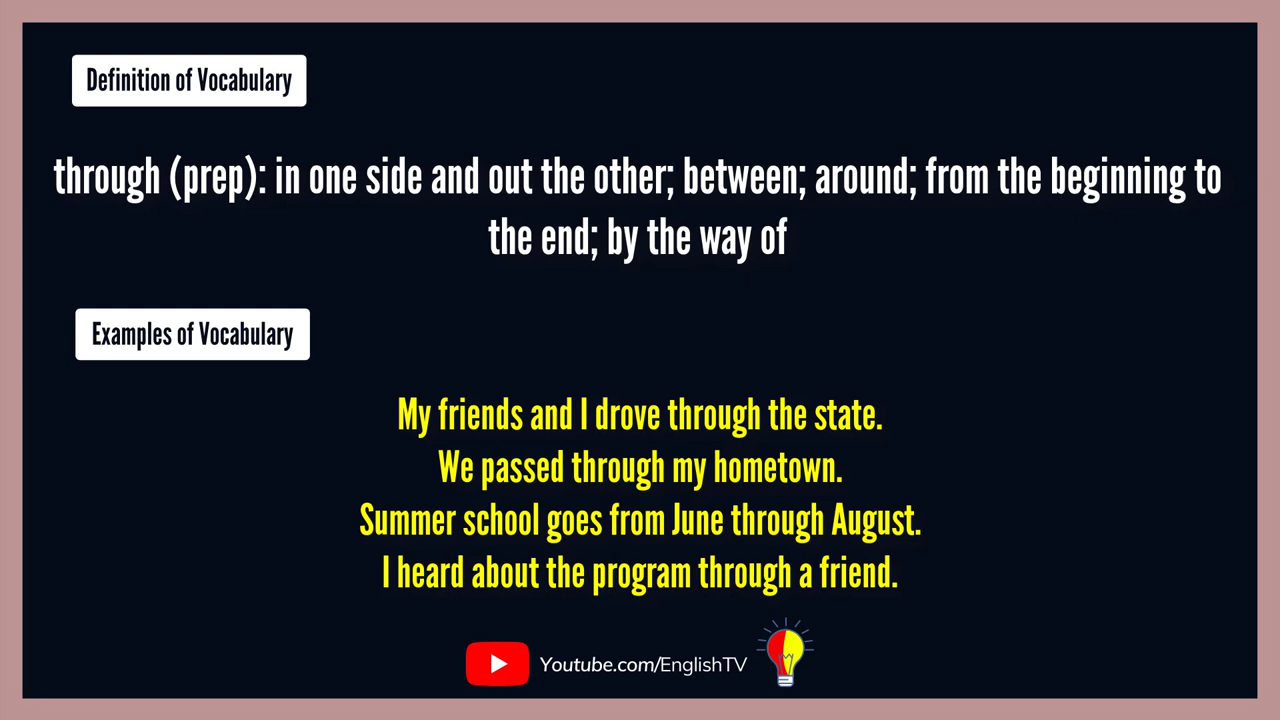 Definition of Vocabulary
through (prep): in one side and out the other; between; around; from the beginning to
the end; by the way of
Examples of Vocabulary
My friends and I drove through the state.
We passed through my hometown.
Summer school goes from June through August.
I heard about the program through a friend.
Youtube.com/EnglishTV